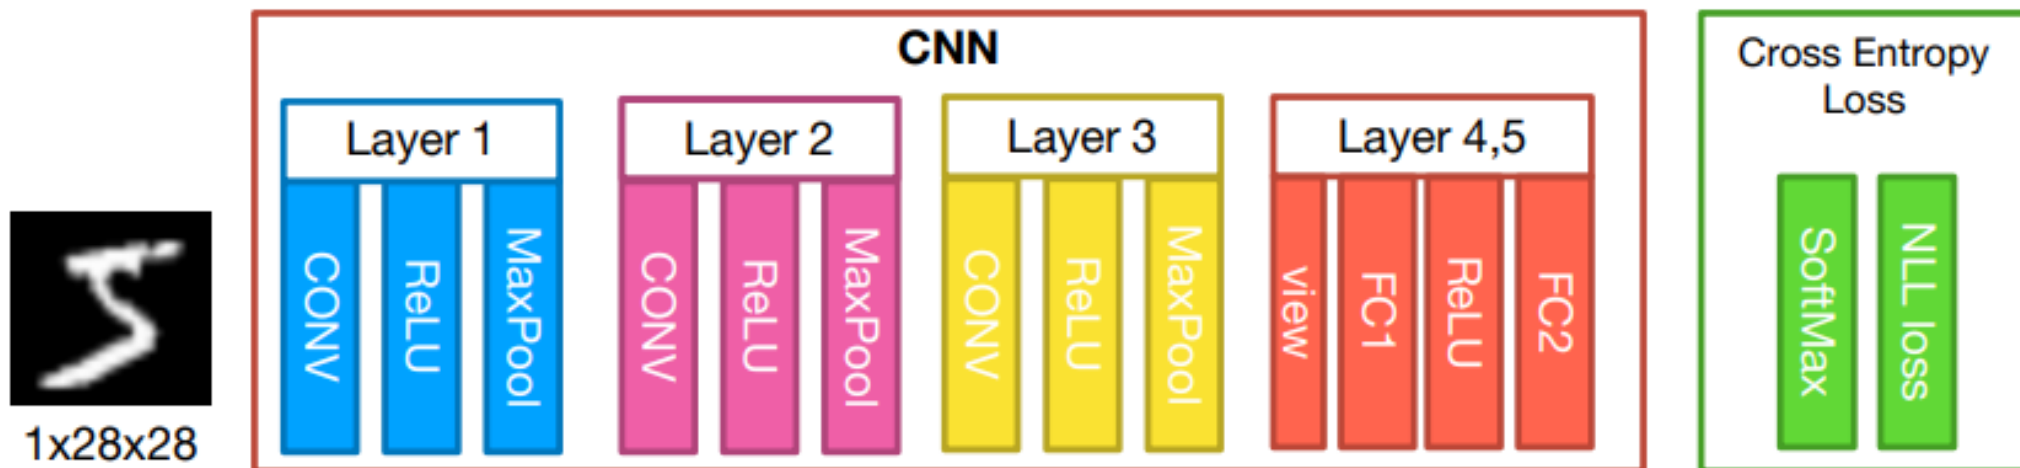 CNN
Layer 1
CONV
ReLU
MaxPool
Layer 2
CONV
ReLU
MaxPool
Layer 3
CONV
ReLU
MaxPool
Layer 4,5
view
FC1
ReLU
FC2
Cross Entropy
Loss
SoftMax
NLL loss
1x28x28